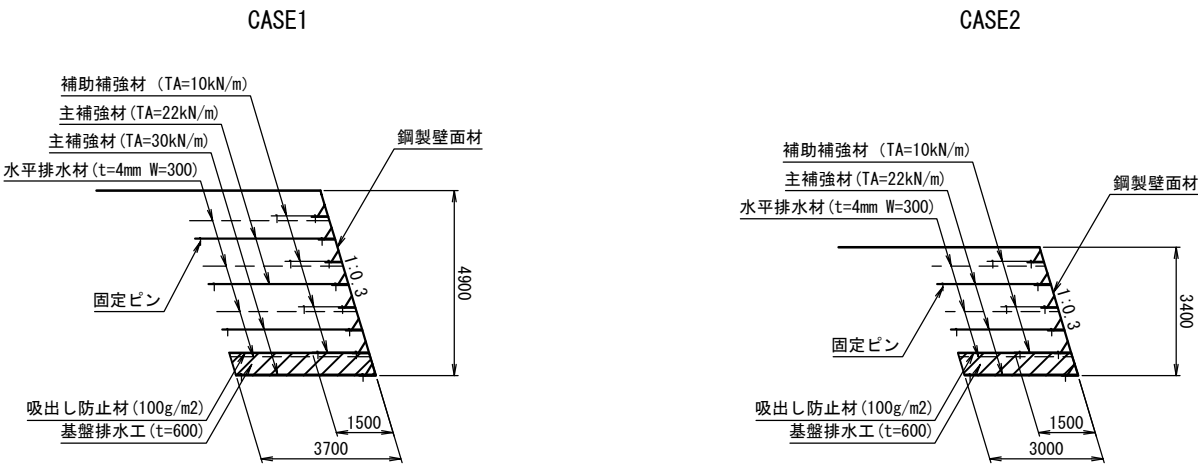 CASE1
補助補強材 (TA=10kN/m)
主補強材(TA=22kN/m)
主補強材(TA=30kN/m)
水平排水材(t=4mm W=300)
鋼製壁面材
1:0.3
4900
固定ピン
吸出し防止材(100g/m2)
基盤排水工(t=600)
1500
3700
CASE2
補助補強材 (TA=10kN/m)
主補強材(TA=22kN/m)
水平排水材(t=4mm W=300)
鋼製壁面材
1:0.3
3400
固定ピン
吸出し防止材(100g/m2)
基盤排水工(t=600)
1500
3000